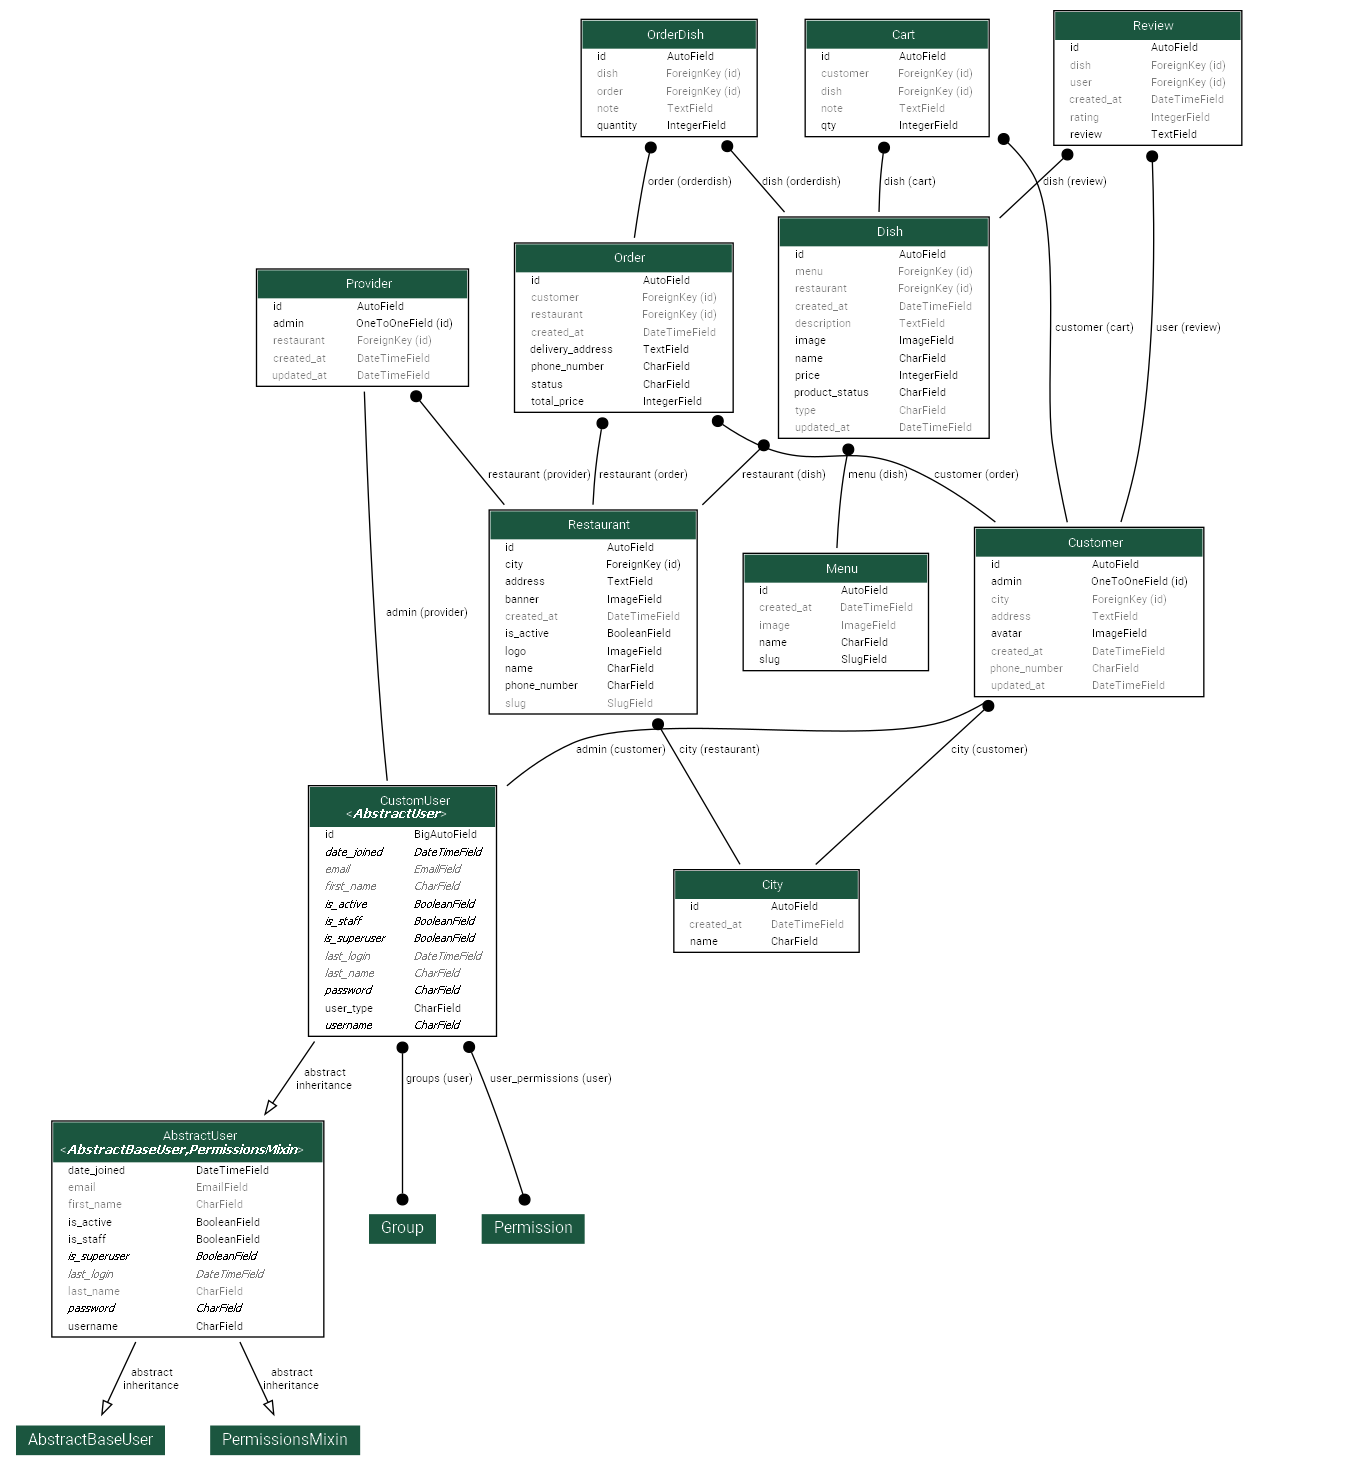 OrderDish
id AutoField
dish ForeignKey (id)
order ForeignKey (id)
note TextField
quantity IntegerField
Cart
id AutoField
customer ForeignKey (id)
dish ForeignKey (id)
note TextField
qty IntegerField
Review
id AutoField
dish ForeignKey (id)
user ForeignKey (id)
created_at DateTimeField
rating IntegerField
review TextField
order (orderdish)
dish (orderdish)
dish (cart)
dish (review)
Provider
id AutoField
admin OneToOneField (id)
restaurant ForeignKey (id)
created_at DateTimeField
updated_at DateTimeField
Order
id AutoField
customer ForeignKey (id)
restaurant ForeignKey (id)
created_at DateTimeField
delivery_address TextField
phone_number CharField
status CharField
total_price IntegerField
Dish
id AutoField
menu ForeignKey (id)
restaurant ForeignKey (id)
created_at DateTimeField
description TextField
image ImageField
name CharField
price IntegerField
product_status CharField
type CharField
updated_at DateTimeField
customer (cart)
user (review)
restaurant (provider)
restaurant (order)
restaurant (dish)
menu (dish)
customer (order)
Restaurant
id AutoField
city ForeignKey (id)
address TextField
banner ImageField
created_at DateTimeField
is_active BooleanField
logo ImageField
name CharField
phone_number CharField
slug SlugField
Menu
id AutoField
created_at DateTimeField
image ImageField
name CharField
slug SlugField
Customer
id AutoField
admin OneToOneField (id)
city ForeignKey (id)
address TextField
avatar ImageField
created_at DateTimeField
phone_number CharField
updated_at DateTimeField
admin (provider)
admin (customer)
city (restaurant)
city (customer)
CustomUser
<AbstractUser>
id BigAutoField
date_joined DateTimeField
email EmailField
first_name CharField
is_active BooleanField
is_staff BooleanField
is_superuser BooleanField
last_login DateTimeField
last_name CharField
password CharField
user_type CharField
username CharField
City
id AutoField
created_at DateTimeField
name CharField
abstract
inheritance
groups (user)
user_permissions (user)
AbstractUser
<AbstractBaseUser,PermissionsMixin>
date_joined DateTimeField
email EmailField
first_name CharField
is_active BooleanField
is_staff BooleanField
is_superuser BooleanField
last_login DateTimeField
last_name CharField
password CharField
username CharField
Group
Permission
abstract
inheritance
abstract
inheritance
AbstractBaseUser
PermissionsMixin